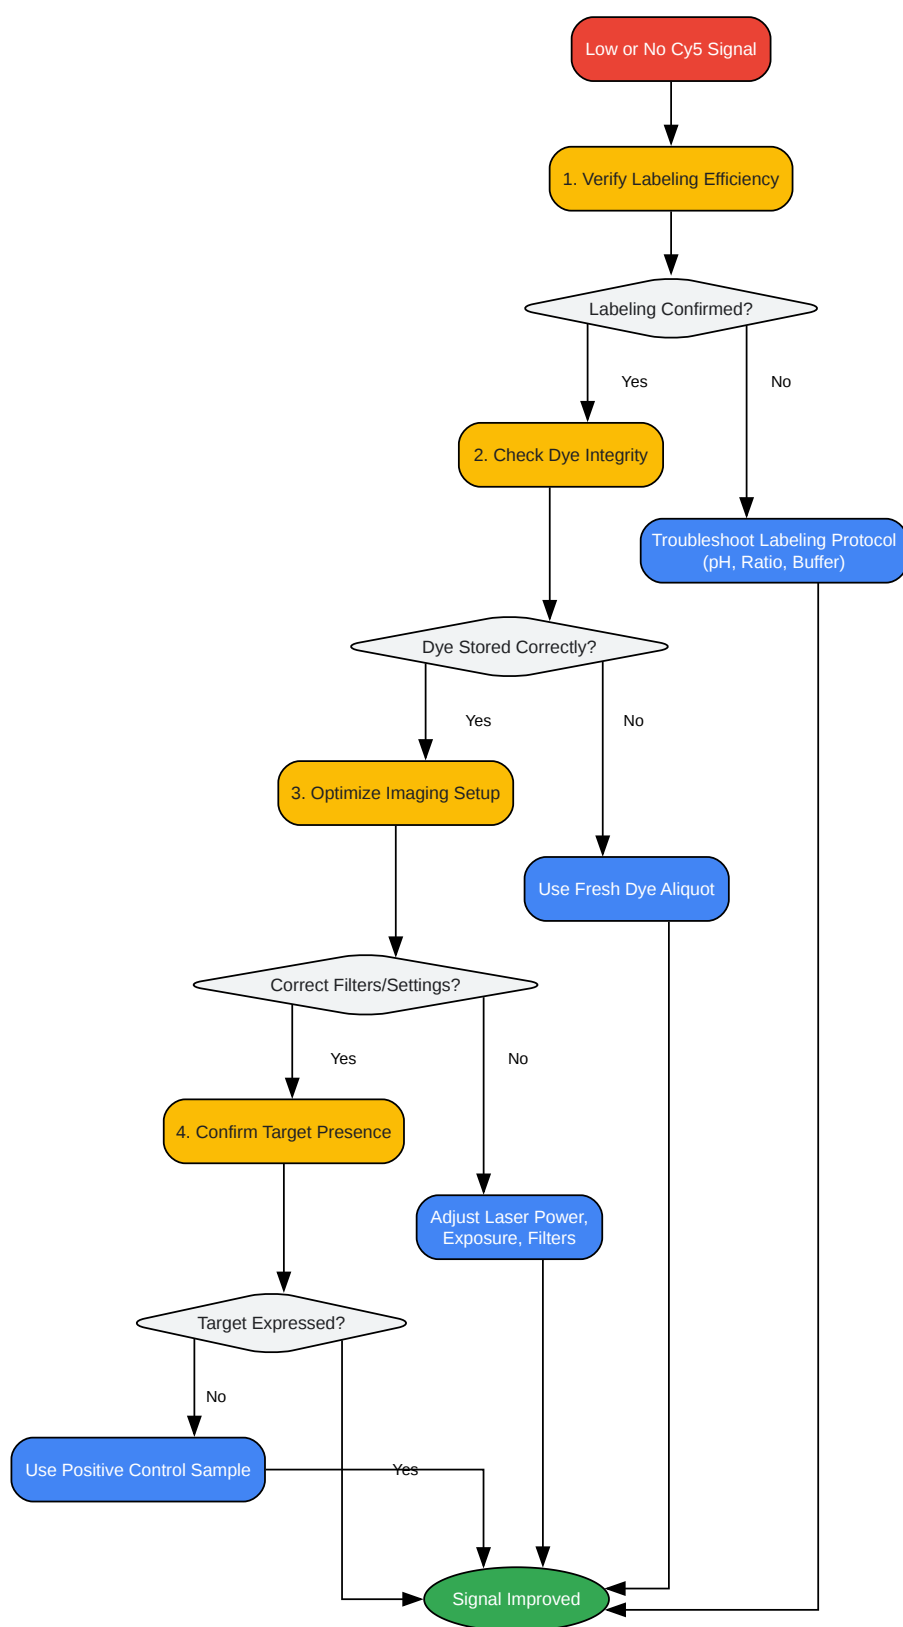 Low or No Cy5 Signal
1. Verify Labeling Efficiency
Labeling Confirmed?
Yes
No
2. Check Dye Integrity
Troubleshoot Labeling Protocol
(pH, Ratio, Buffer)
Dye Stored Correctly?
Yes
No
3. Optimize Imaging Setup
Use Fresh Dye Aliquot
Correct Filters/Settings?
Yes
No
4. Confirm Target Presence
Adjust Laser Power,
Exposure, Filters
Target Expressed?
No
Use Positive Control Sample
Yes
Signal Improved